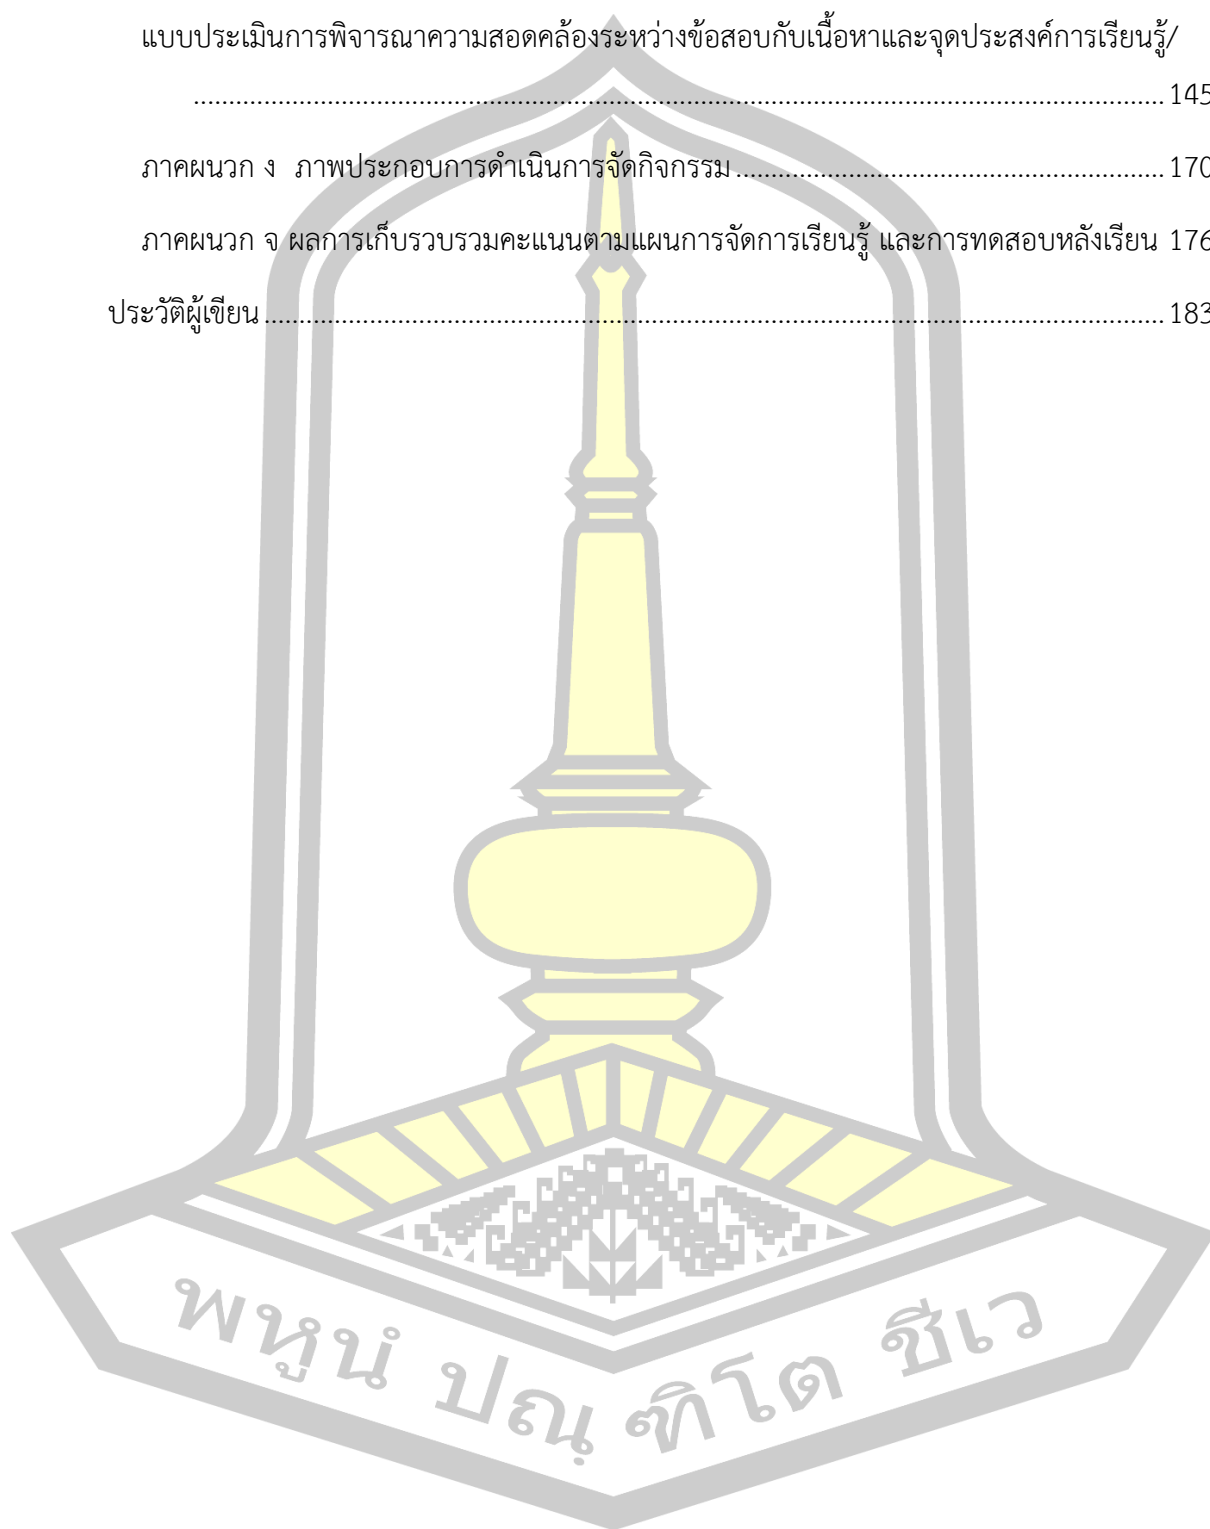 แบบประเมินการพิจารณาความสอดคล้องระหว่างข้อสอบกับเนื้อหาและจุดประสงค์การเรียนรู้/
.......................................................................................................................................... 145
ภาคผนวก ง  ภาพประกอบการดำเนินการจัดกิจกรรม ............................................................. 170
ภาคผนวก จ ผลการเก็บรวบรวมคะแนนตามแผนการจัดการเรียนรู้ และการทดสอบหลังเรียน 176
ประวัติผู้เขียน ................................................................................................................................ 183
พหูนํ ปณฺฑิโต ชีเว